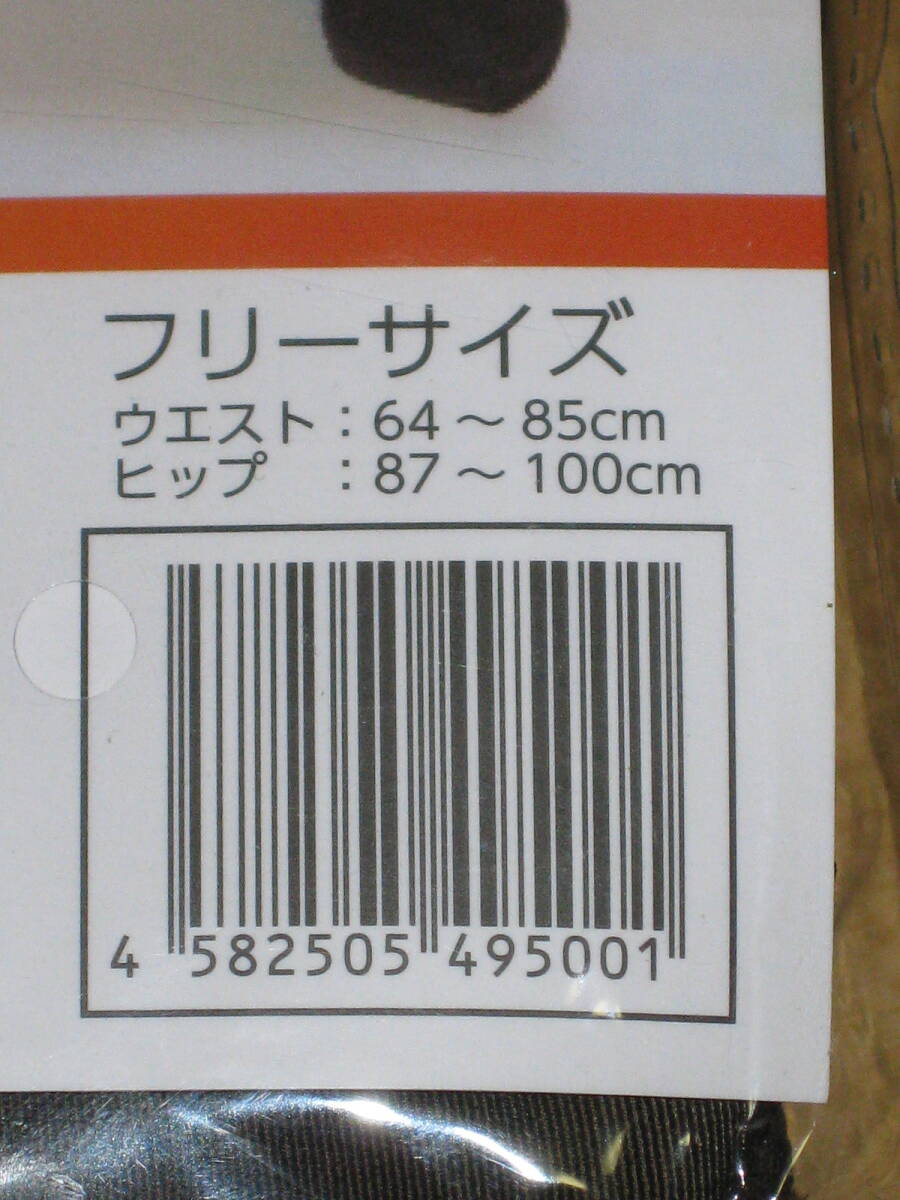 フリーサイズ
ウエスト：64～85cm
ヒップ　：87～100cm
4 582505 495001